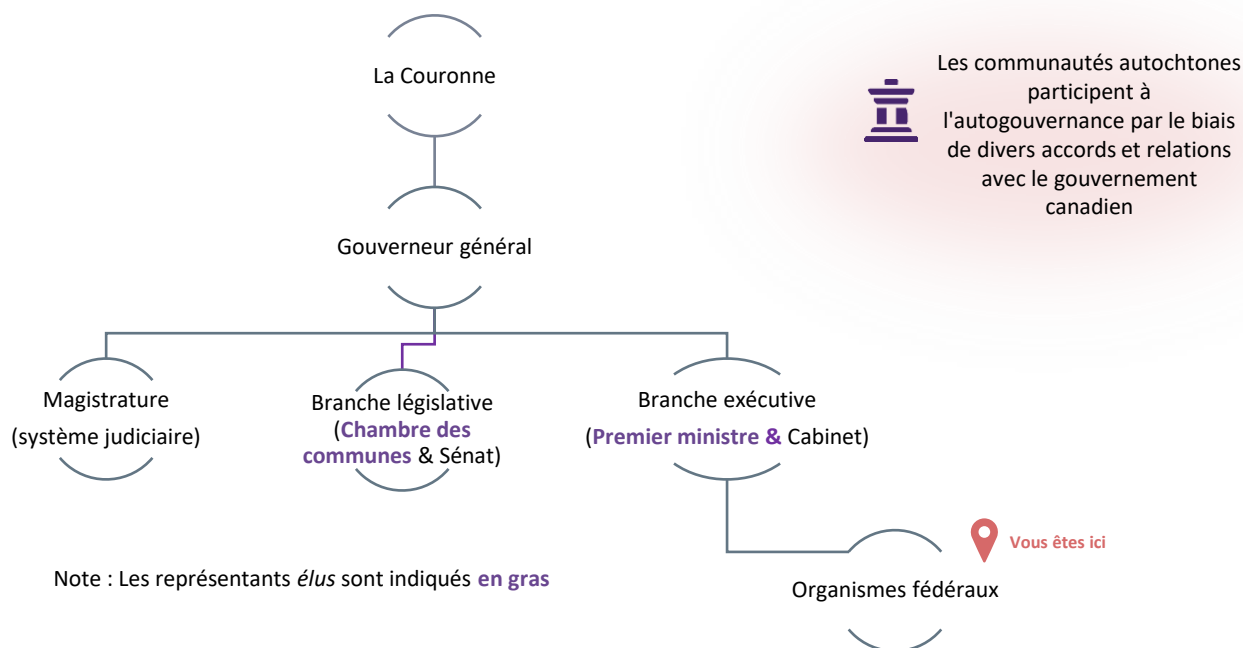 La Couronne
Les communautés autochtones
participent à
l'autogouvernance par le biais
de divers accords et relations
avec le gouvernement
canadien
Gouverneur général
Magistrature
(système judiciaire)
Branche législative
(Chambre des
communes & Sénat)
Branche exécutive
(Premier ministre & Cabinet)
Vous êtes ici
Organismes fédéraux
Note : Les représentants élus sont indiqués en gras